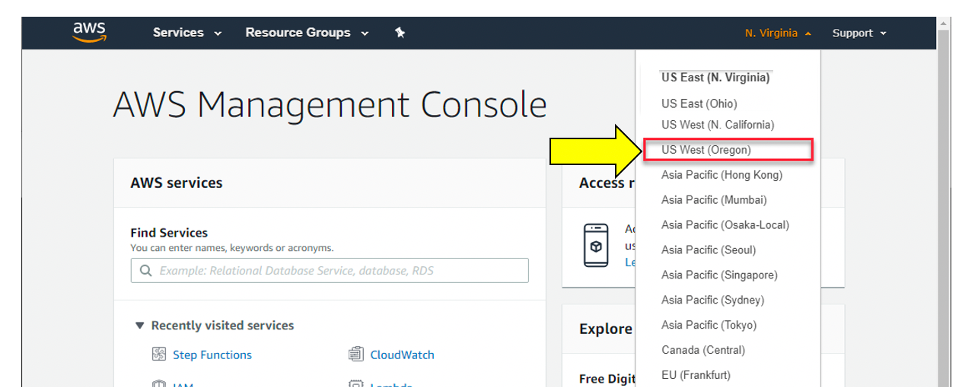 aws
Services
Resource Groups
N. Virginia
Support
AWS Management Console
US East (N. Virginia)
US East (Ohio)
US West (N. California)
US West (Oregon)
Asia Pacific (Hong Kong)
Asia Pacific (Mumbai)
Asia Pacific (Osaka-Local)
Asia Pacific (Seoul)
Asia Pacific (Singapore)
Asia Pacific (Sydney)
Asia Pacific (Tokyo)
Canada (Central)
EU (Frankfurt)
AWS services
Find Services
You can enter names, keywords or acronyms.
Example: Relational Database Service, database, RDS
Recently visited services
Step Functions
CloudWatch
IAM
Lambda
Access
Explore
Free